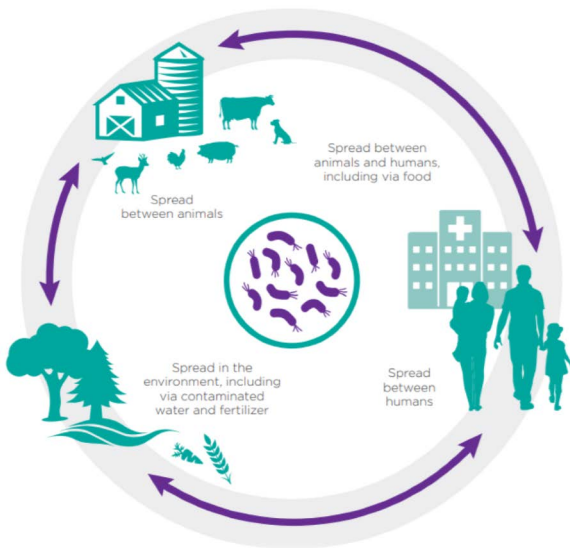 Spread between
animals and humans,
including via food
Spread
between animals
Spread in the
environment, including
via contaminated
water and fertilizer
Spread
between
humans